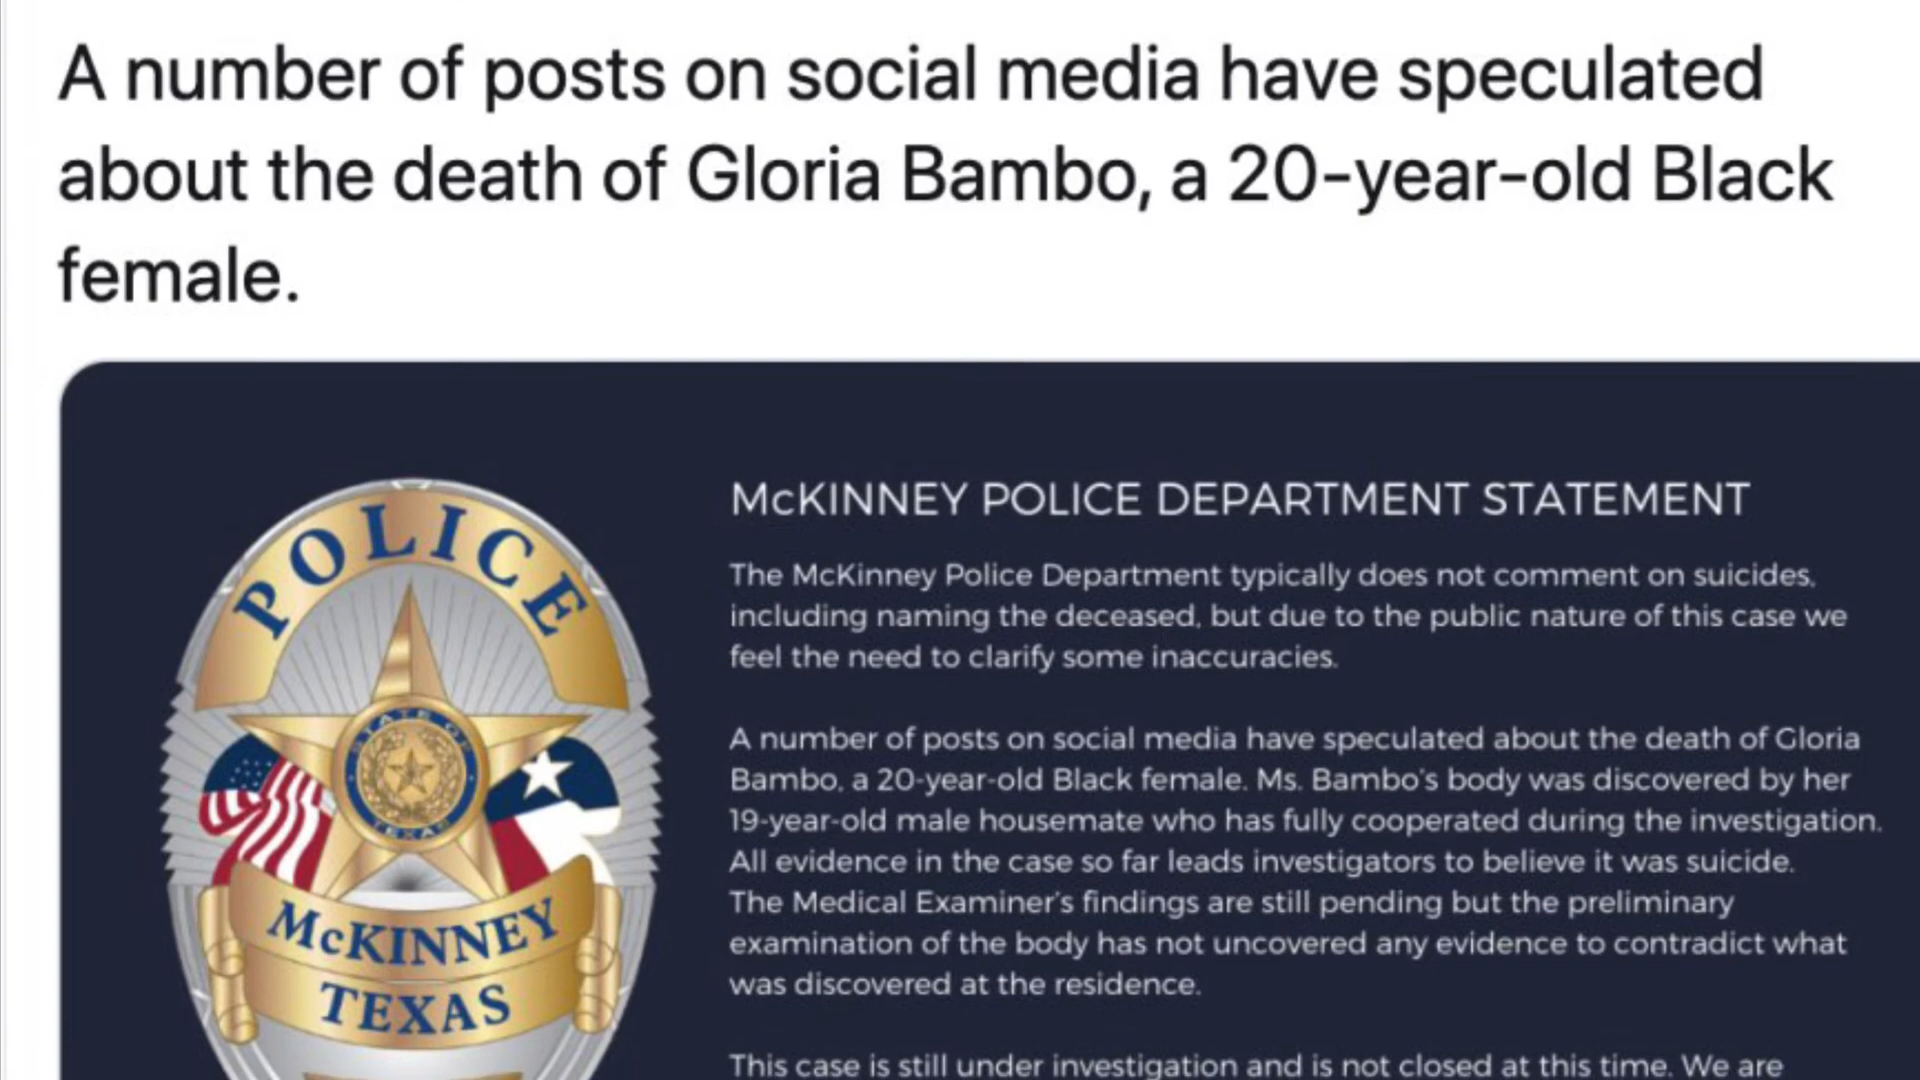 A number of posts on social media have speculated
about the death of Gloria Bambo, a 20-year-old Black
female.
POLICE
STATE OF
TEXAS
McKINNEY
TEXAS
McKINNEY POLICE DEPARTMENT STATEMENT
The McKinney Police Department typically does not comment on suicides,
including naming the deceased, but due to the public nature of this case we
feel the need to clarify some inaccuracies.
A number of posts on social media have speculated about the death of Gloria
Bambo, a 20-year-old Black female. Ms. Bambo's body was discovered by her
19-year-old male housemate who has fully cooperated during the investigation.
All evidence in the case so far leads investigators to believe it was suicide.
The Medical Examiner's findings are still pending but the preliminary
examination of the body has not uncovered any evidence to contradict what
was discovered at the residence.
This case is still under investigation and is not closed at this time. We are